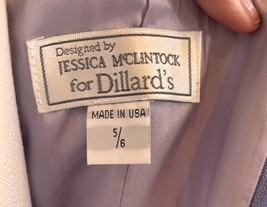 Designed by
JESSICA McCLINTOCK
for Dillard's
MADE IN USA
5/6